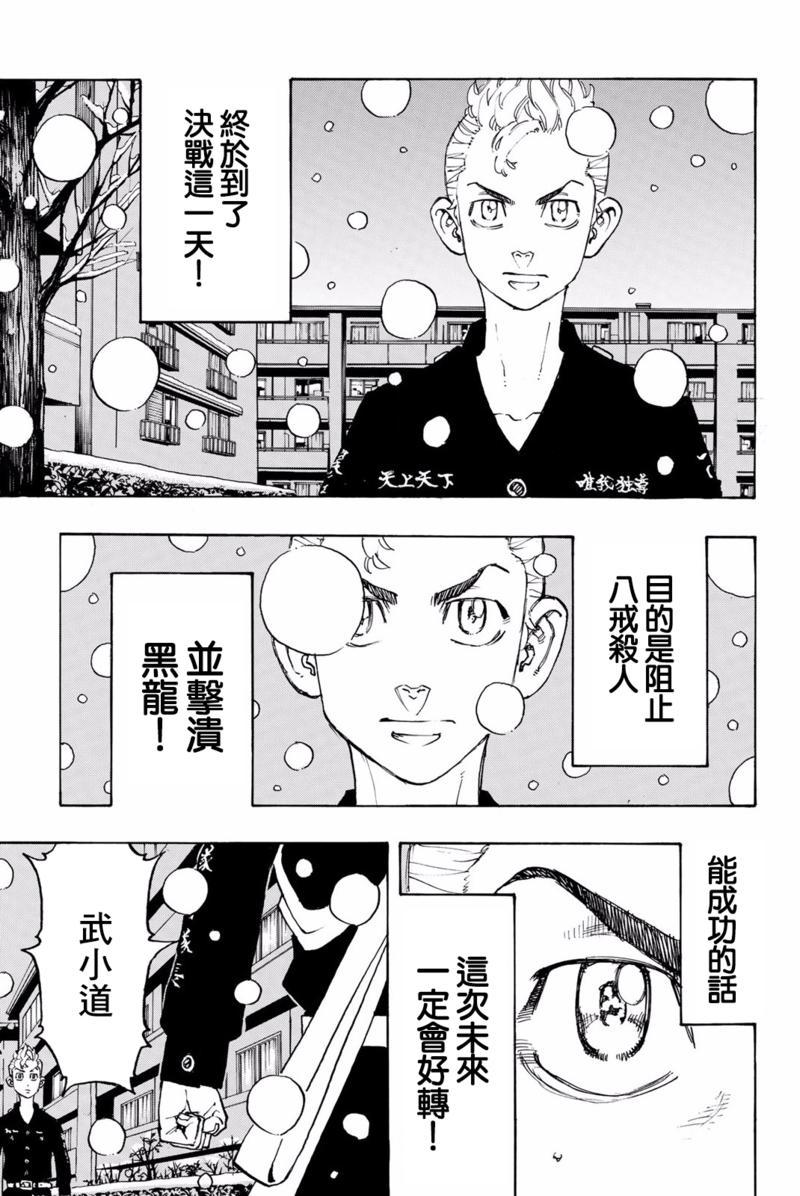 終於到了
決戰這一天！
天上天下
唯我独尊
目的是阻止
八戒殺人
並擊潰
黑龍！
能成功的話
這次未來
一定會好轉！
武小道